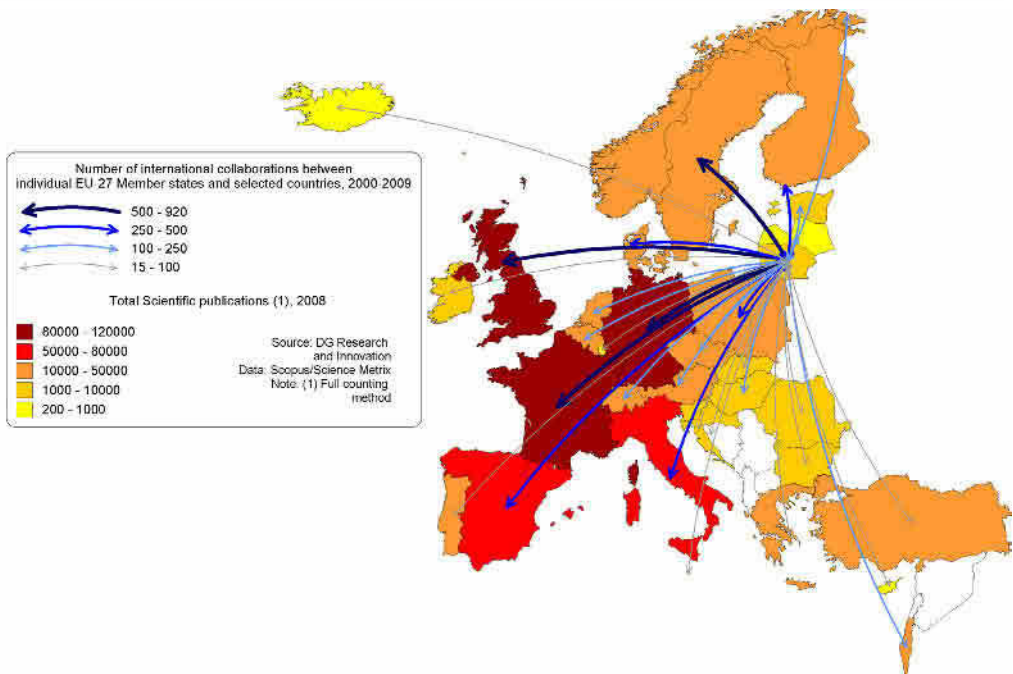 Number of international collaborations between
individual EU-27 Member states and selected countries, 2000-2009
500 - 920
250 - 500
100 - 250
15 - 100
Total Scientific publications (1), 2008
80000 - 120000
50000 - 80000
10000 - 50000
1000 - 10000
200 - 1000
Source: DG Research
and Innovation
Data: Scopus/Science Metrix
Note: (1) Full counting
method